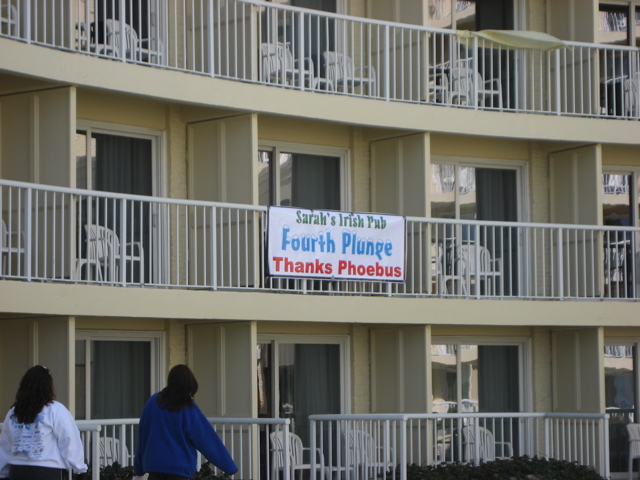 Sarah's Irish Pub
Fourth Plunge
Thanks Phoebus